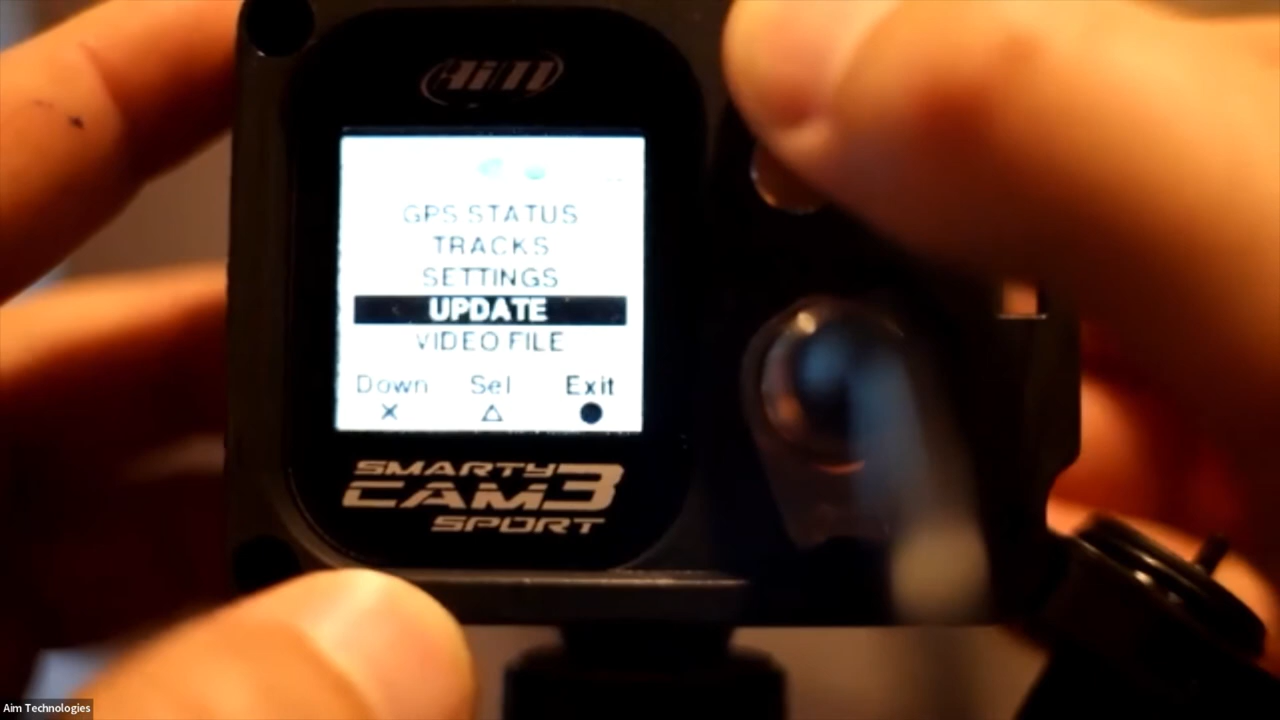 AiM
GPS STATUS
TRACKS
SETTINGS
UPDATE
VIDEO FILE
Down Sel Exit
SMARTY
CAM3
SPORT
Aim Technologies